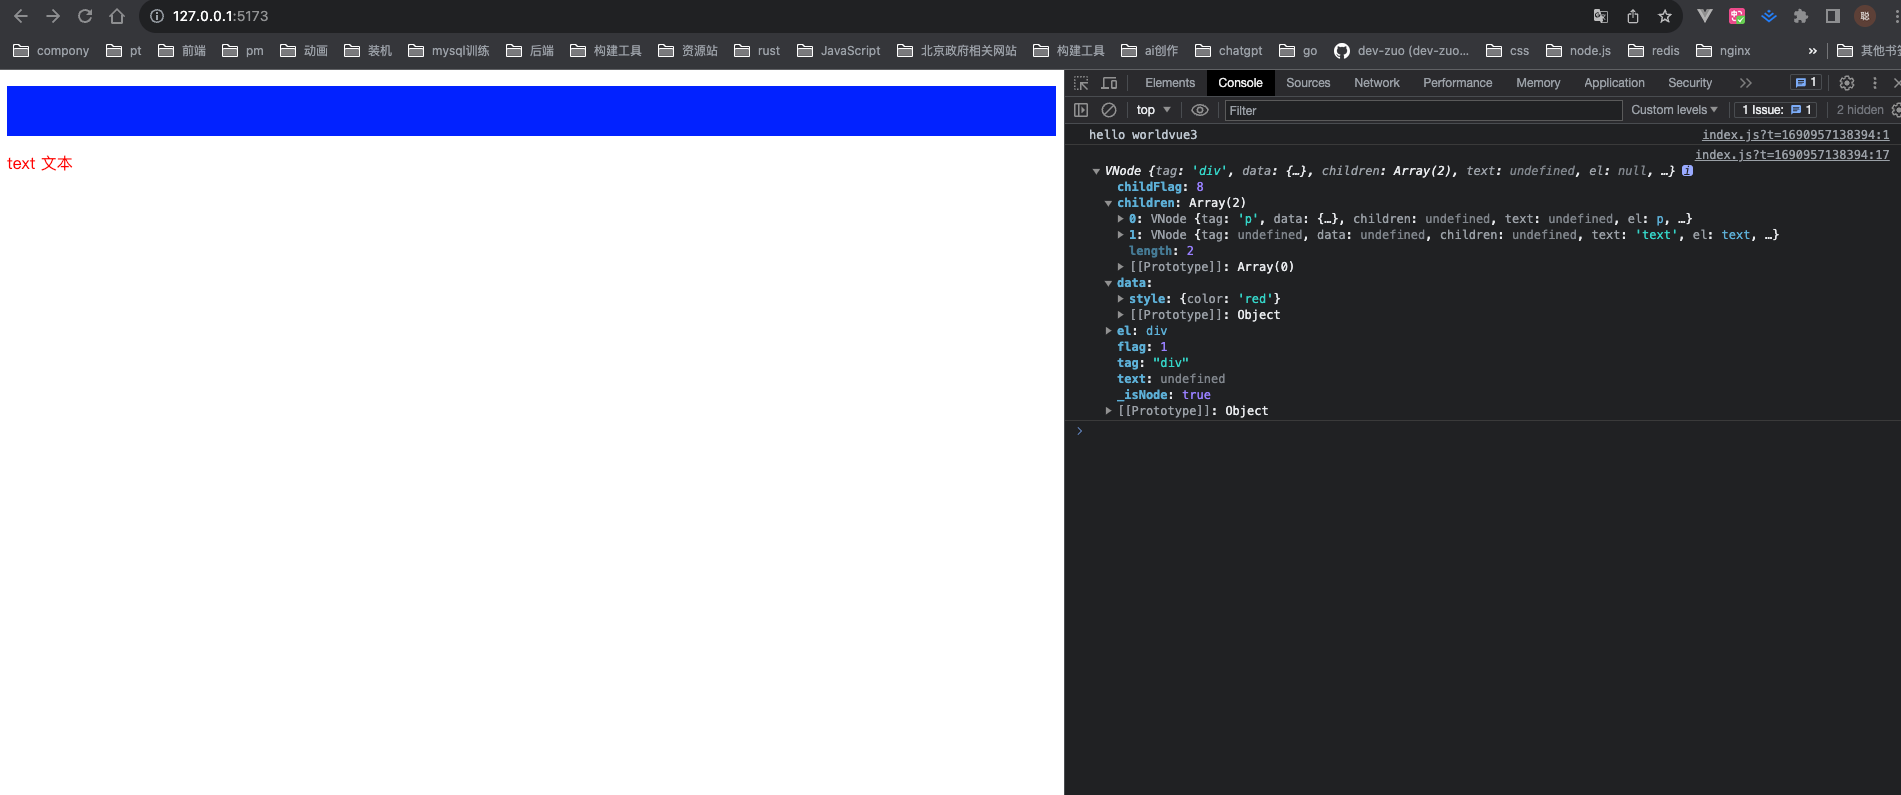 127.0.0.1:5173
compony pt 前端 pm 动画 装机 mysql训练 后端 构建工具 资源站 rust JavaScript 北京政府相关网站 构建工具 ai创作 chatgpt go dev-zuo (dev-zuo... css node.js redis nginx » 其他书
text 文本
Elements Console Sources Network Performance Memory Application Security 1
top Filter Custom levels 1 Issue: 1 2 hidden
hello worldvue3 index.js?t=1690957138394:1
index.js?t=1690957138394:17
VNode {tag: 'div', data: {…}, children: Array(2), text: undefined, el: null, …} i
childFlag: 8
children: Array(2)
0: VNode {tag: 'p', data: {…}, children: undefined, text: undefined, el: p, …}
1: VNode {tag: undefined, data: undefined, children: undefined, text: 'text', el: text, …}
length: 2
[[Prototype]]: Array(0)
data:
style: {color: 'red'}
[[Prototype]]: Object
el: div
flag: 1
tag: "div"
text: undefined
_isNode: true
[[Prototype]]: Object